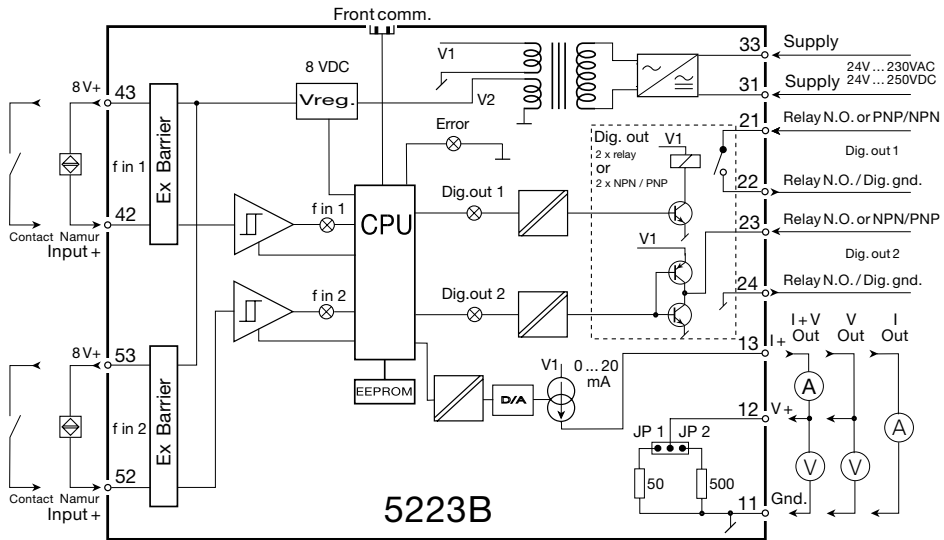 Front comm.
V1
V2
8 VDC
Vreg.
Error
33
Supply
24V...230VAC
31
Supply
24V...250VDC
21
Relay N.O. or PNP/NPN
Dig. out 1
22
Relay N.O./Dig. gnd.
23
Relay N.O. or NPN/PNP
Dig. out 2
24
Relay N.O./Dig. gnd.
Dig. out
2 x relay
or
2 x NPN / PNP
V1
V1
8V+
43
Ex Barrier
f in 1
42
Contact
Namur
Input +
f in 1
CPU
Dig.out 1
f in 2
Dig.out 2
EEPROM
8V+
53
Ex Barrier
f in 2
52
Contact
Namur
Input +
D/A
V1
0...20
mA
13
I+
12
V+
11
Gnd.
JP 1
JP 2
50
500
I+V
Out
V
Out
I
Out
A
A
V
V
5223B